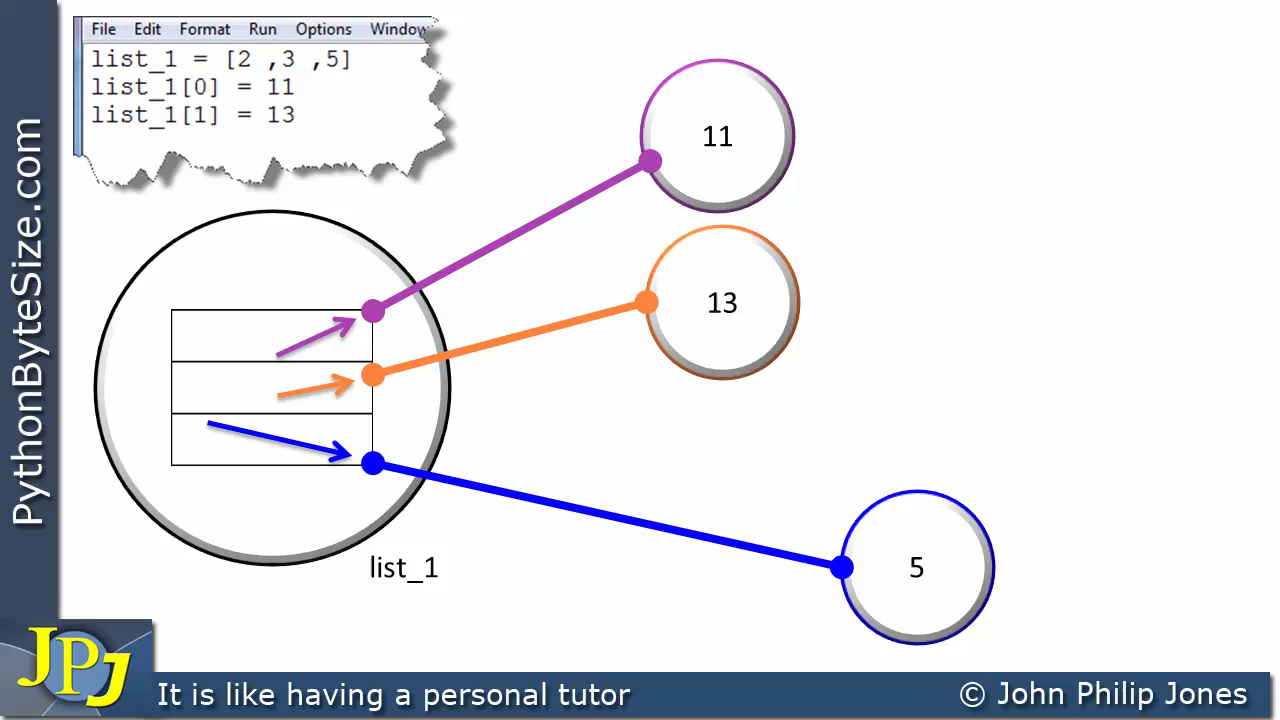 File Edit Format Run Options Window
list_1 = [2 ,3 ,5]
list_1[0] = 11
list_1[1] = 13
11
13
5
list_1
PythonByteSize.com
JPJ
It is like having a personal tutor
© John Philip Jones